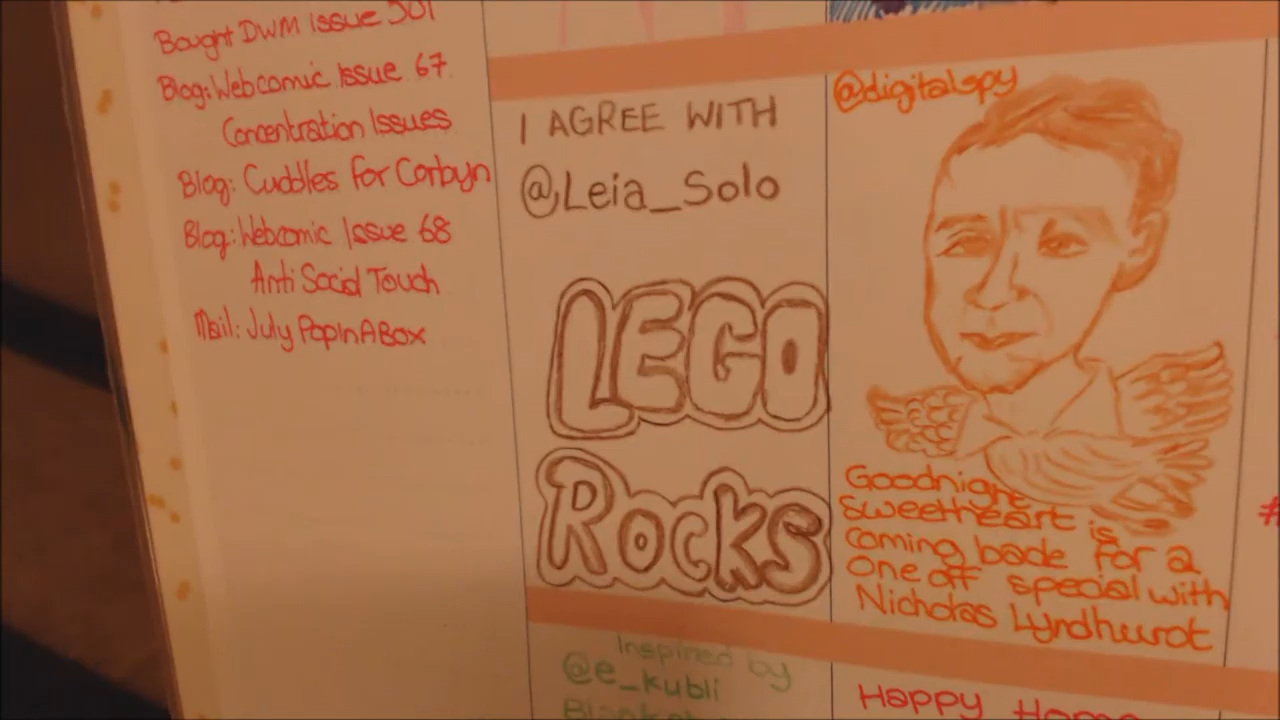 Bought DWM Issue 501
Blog: Webcomic Issue 67
Concentration Issues
Blog: Cuddles for Corbyn
Blog: Webcomic Issue 68
Anti Social Touch
Mail: July PopInABox
I AGREE WITH
@Leia_Solo
LEGO
Rocks
@digitalspy
Goodnight
Sweetheart is
coming back for a
One off special with
Nicholas Lyndhurst
Inspired by
@e_kubli
Happy
#